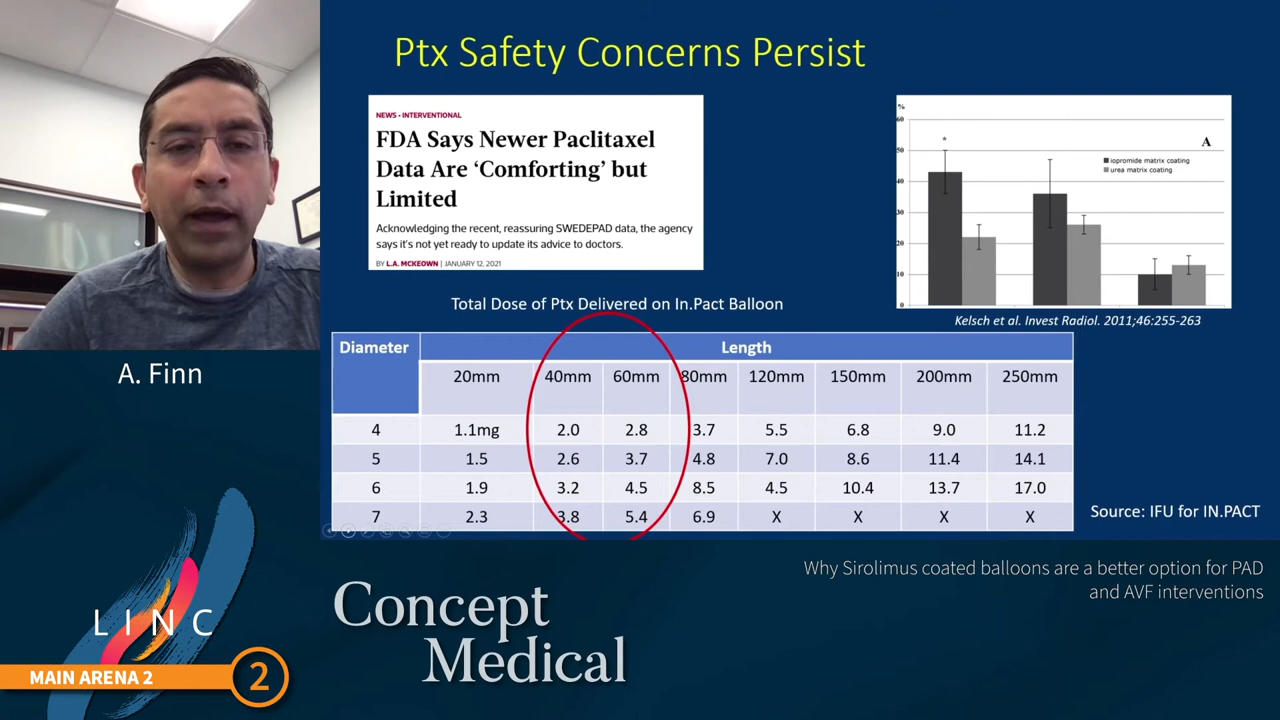 Ptx Safety Concerns Persist
NEWS • INTERVENTIONAL
FDA Says Newer Paclitaxel
Data Are ‘Comforting’ but
Limited
Acknowledging the recent, reassuring SWEDEPAD data, the agency
says it's not yet ready to update its advice to doctors.
BY L.A. MCKEOWN | JANUARY 12, 2021
%
60
50
40
30
20
10
0
*
A
iopromide matrix coating
urea matrix coating
Kelsch et al. Invest Radiol. 2011;46:255-263
Total Dose of Ptx Delivered on In.Pact Balloon
Diameter Length
20mm 40mm 60mm 80mm 120mm 150mm 200mm 250mm
4 1.1mg 2.0 2.8 3.7 5.5 6.8 9.0 11.2
5 1.5 2.6 3.7 4.8 7.0 8.6 11.4 14.1
6 1.9 3.2 4.5 8.5 4.5 10.4 13.7 17.0
7 2.3 3.8 5.4 6.9 X X X X
Source: IFU for IN.PACT
A. Finn
Why Sirolimus coated balloons are a better option for PAD
and AVF interventions
Concept
Medical
LINC
MAIN ARENA 2
2